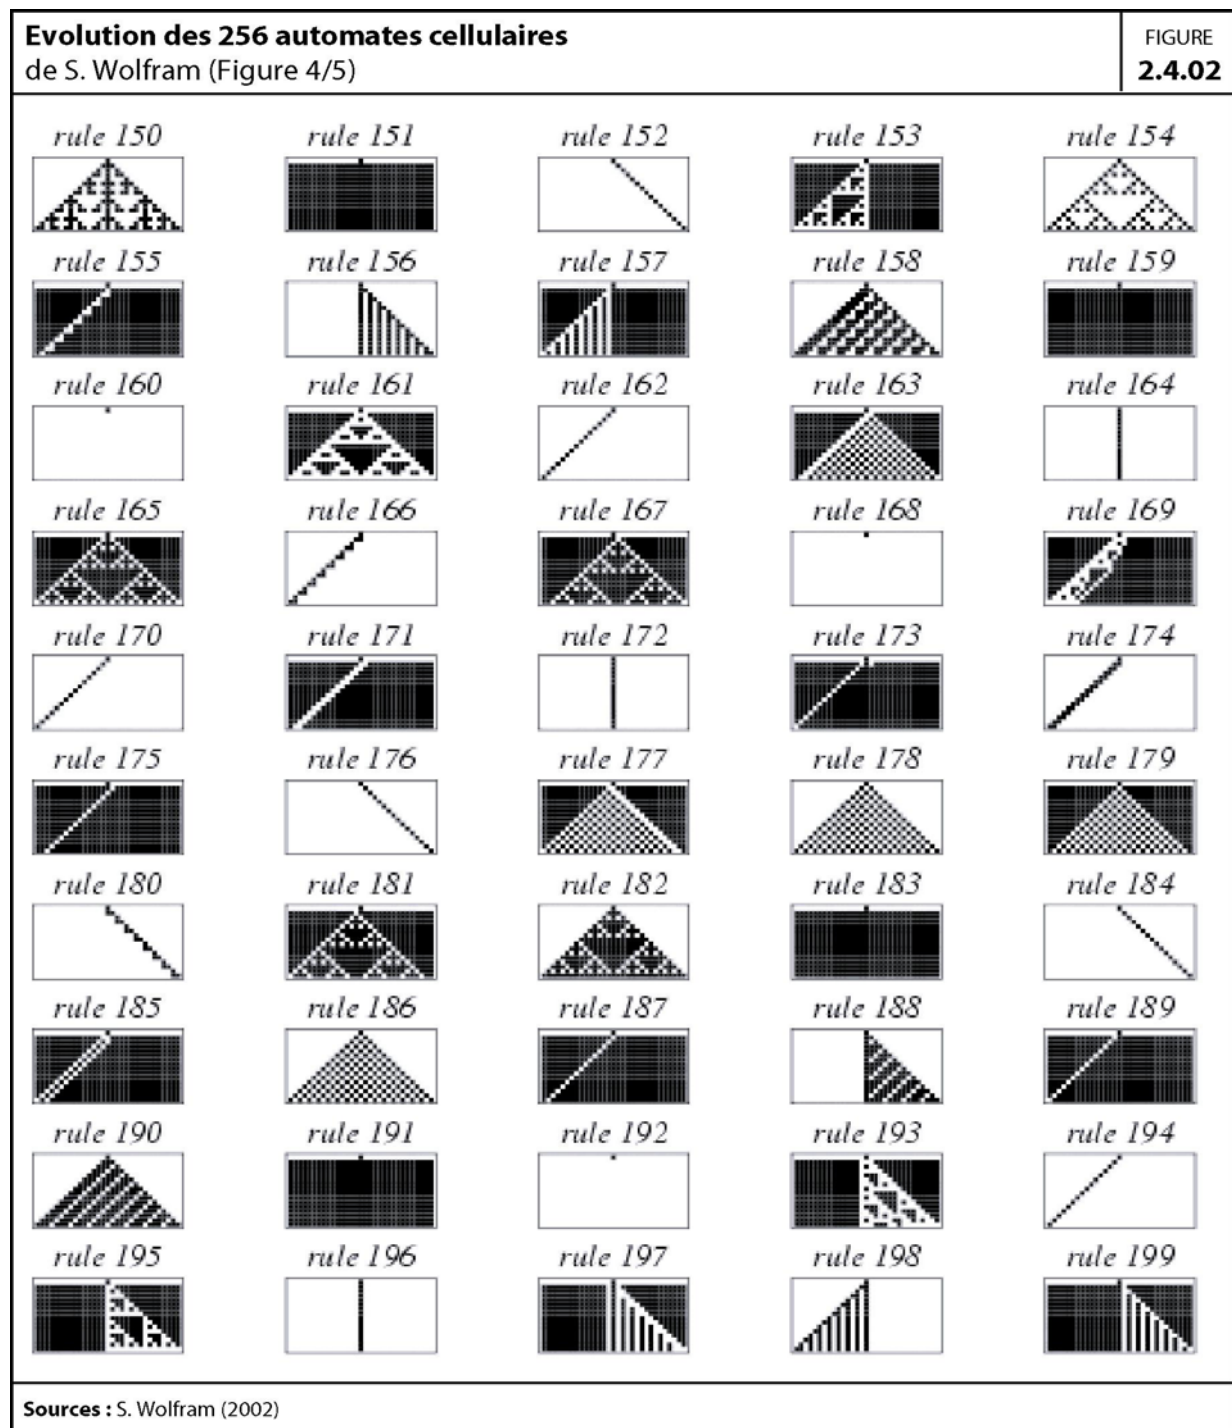 Evolution des 256 automates cellulaires
de S. Wolfram (Figure 4/5)
FIGURE
2.4.02
rule 150 rule 151 rule 152 rule 153 rule 154
rule 155 rule 156 rule 157 rule 158 rule 159
rule 160 rule 161 rule 162 rule 163 rule 164
rule 165 rule 166 rule 167 rule 168 rule 169
rule 170 rule 171 rule 172 rule 173 rule 174
rule 175 rule 176 rule 177 rule 178 rule 179
rule 180 rule 181 rule 182 rule 183 rule 184
rule 185 rule 186 rule 187 rule 188 rule 189
rule 190 rule 191 rule 192 rule 193 rule 194
rule 195 rule 196 rule 197 rule 198 rule 199
Sources : S. Wolfram (2002)